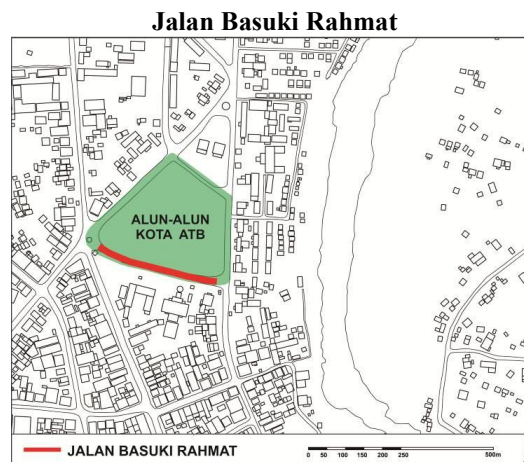 Jalan Basuki Rahmat
ALUN-ALUN
KOTA ATB
JALAN BASUKI RAHMAT
0 50 100 150 200 250 500m